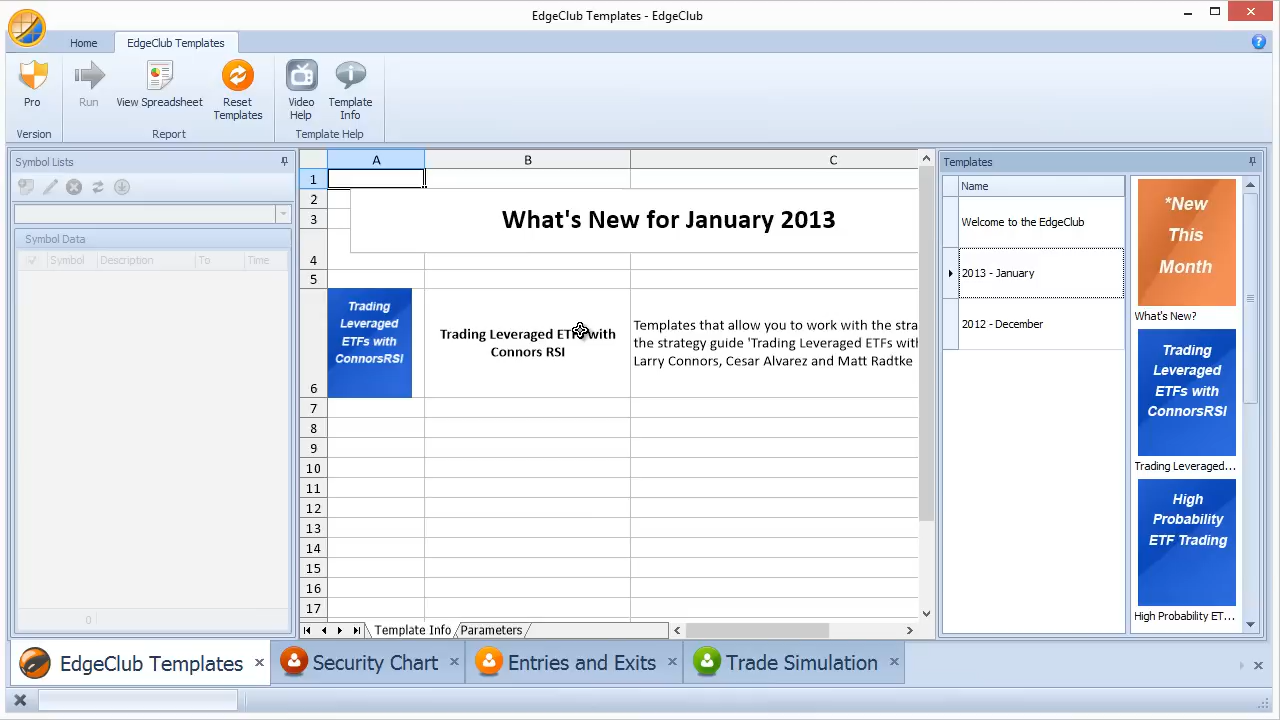 EdgeClub Templates - EdgeClub
Home
EdgeClub Templates
Pro
Run
View Spreadsheet
Reset
Templates
Video
Help
Template
Info
Version
Report
Template Help
Symbol Lists
Symbol Data
Symbol
Description
To
Time
0
A
B
C
1
2
3
4
5
6
7
8
9
10
11
12
13
14
15
16
17
What's New for January 2013
Trading
Leveraged
ETFs with
ConnorsRSI
Trading Leveraged ETFs with
Connors RSI
Templates that allow you to work with the stra
the strategy guide 'Trading Leveraged ETFs with
Larry Connors, Cesar Alvarez and Matt Radtke
Template Info
Parameters
Templates
Name
Welcome to the EdgeClub
2013 - January
2012 - December
*New
This
Month
What's New?
Trading
Leveraged
ETFs with
ConnorsRSI
Trading Leveraged...
High
Probability
ETF Trading
High Probability ET...
EdgeClub Templates
Security Chart
Entries and Exits
Trade Simulation